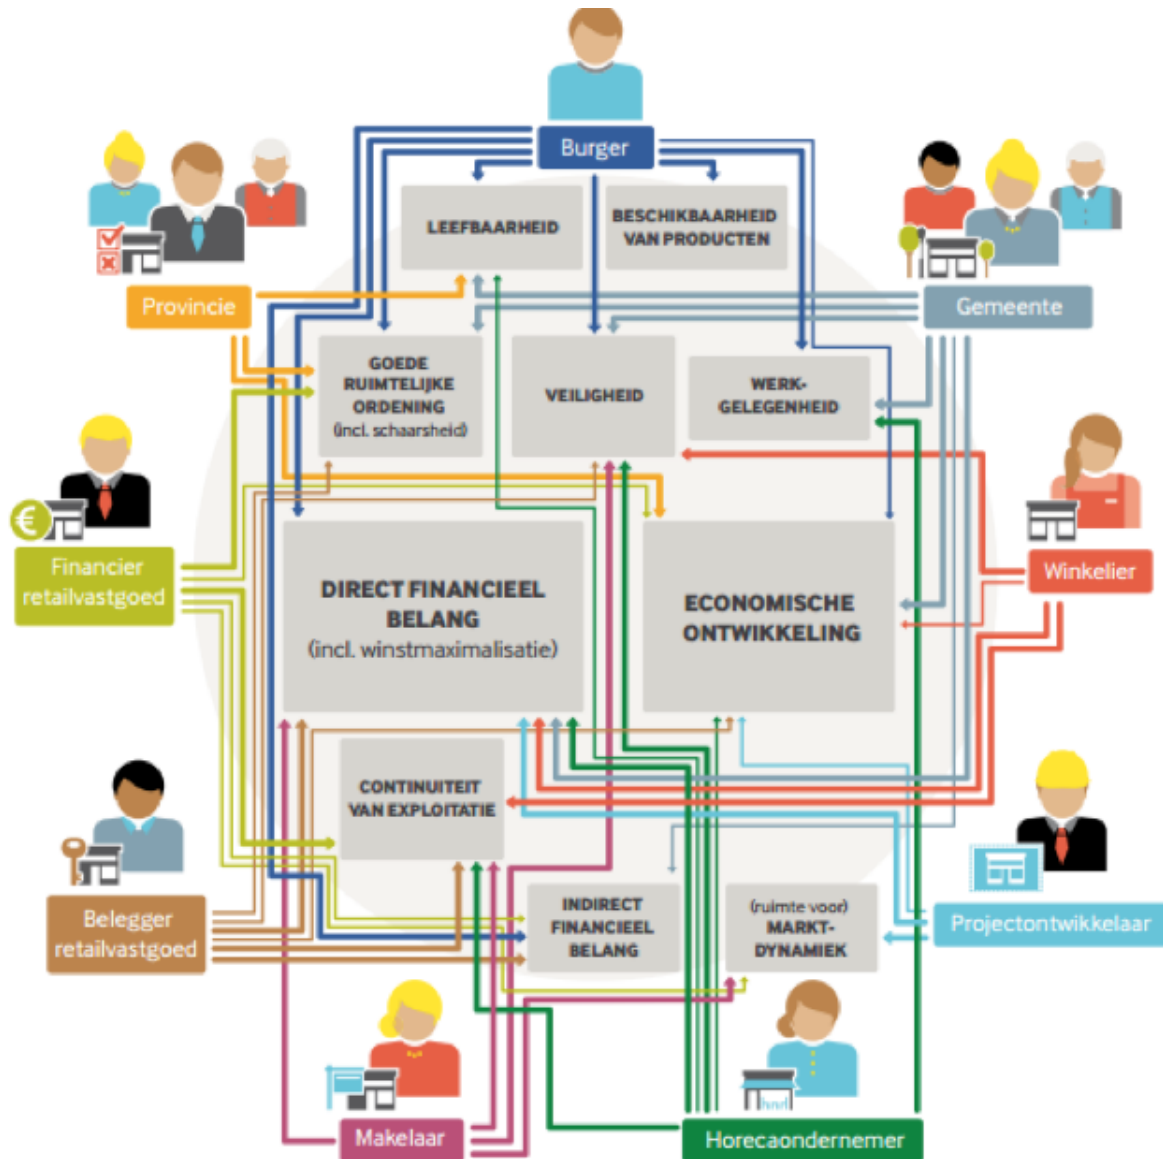 Burger
LEEFBAARHEID
BESCHIKBAARHEID
VAN PRODUCTEN
Provincie
Gemeente
GOEDE
RUIMTELIJKE
ORDENING
(incl. schaarsheid)
VEILIGHEID
WERK-
GELEGENHEID
€
Financier
retailvastgoed
Winkelier
DIRECT FINANCIEEL
BELANG
(incl. winstmaximalisatie)
ECONOMISCHE
ONTWIKKELING
CONTINUITEIT
VAN EXPLOITATIE
Belegger
retailvastgoed
INDIRECT
FINANCIEEL
BELANG
(ruimte voor)
MARKT-
DYNAMIEK
Projectontwikkelaar
Makelaar
Horecaondernemer